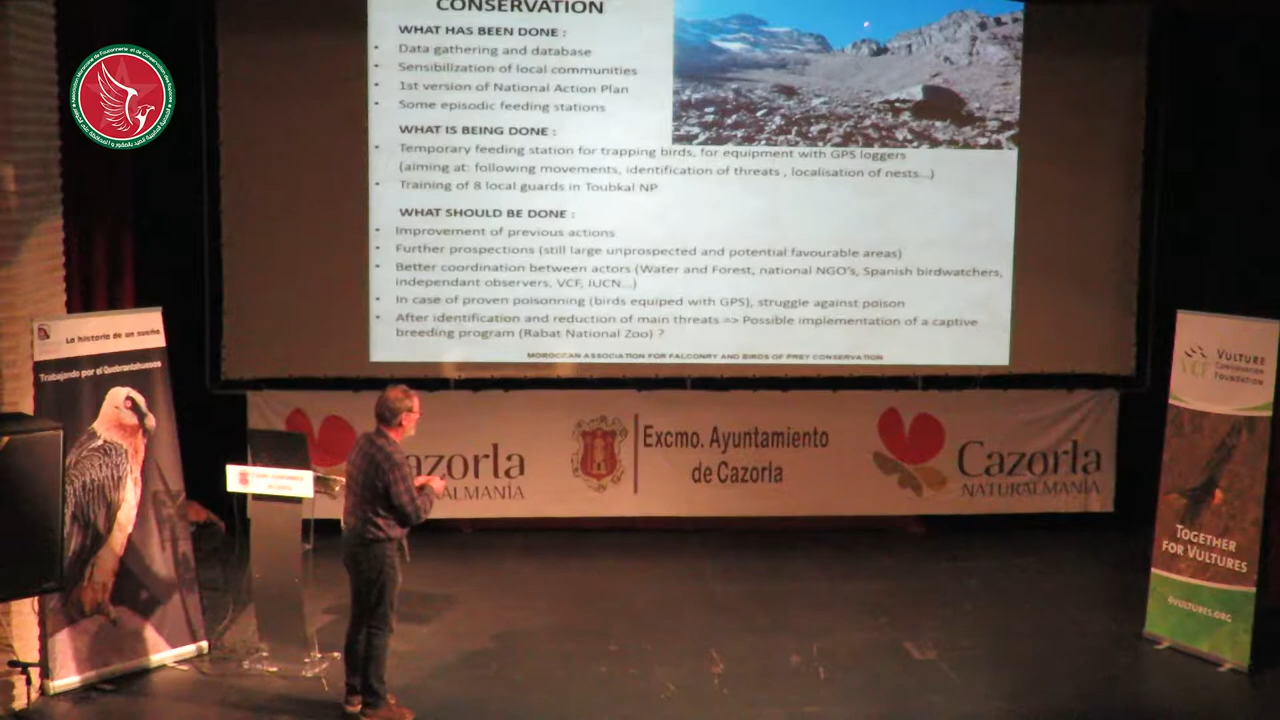 CONSERVATION
WHAT HAS BEEN DONE :
• Data gathering and database
• Sensibilization of local communities
• 1st version of National Action Plan
• Some episodic feeding stations
WHAT IS BEING DONE :
• Temporary feeding station for trapping birds, for equipment with GPS loggers
(aiming at: following movements, identification of threats , localisation of nests...)
• Training of 8 local guards in Toubkal NP
WHAT SHOULD BE DONE :
• Improvement of previous actions
• Further prospections (still large unprospected and potential favourable areas)
• Better coordination between actors (Water and Forest, national NGO's, Spanish birdwatchers,
independant observers, VCF, IUCN...)
• In case of proven poisonning (birds equiped with GPS), struggle against poison
• After identification and reduction of main threats => Possible implementation of a captive
breeding program (Rabat National Zoo) ?
MOROCCAN ASSOCIATION FOR FALCONRY AND BIRDS OF PREY CONSERVATION
La historia de un sueño
Trabajando por el Quebrantahuesos
azorla
ALMANÍA
Excmo. Ayuntamiento
de Cazorla
Cazorla
NATURALMANÍA
VULTURE
CONSERVATION
FOUNDATION
VCF
TOGETHER
FOR VULTURES
4VULTURES.ORG